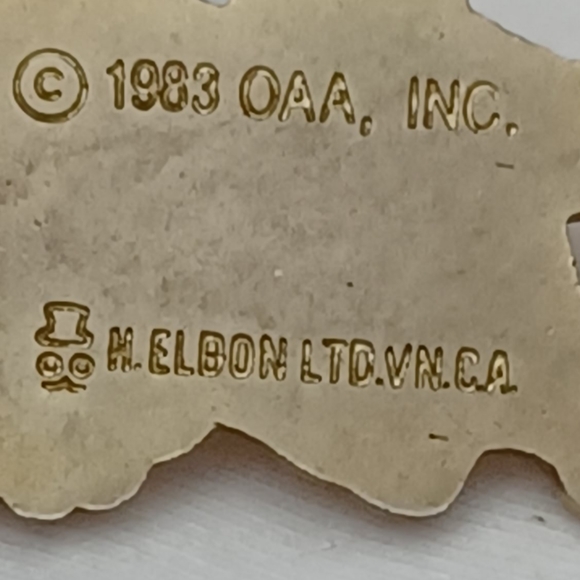 © 1983 OAA, INC.
H. ELBON LTD.VN.CA.